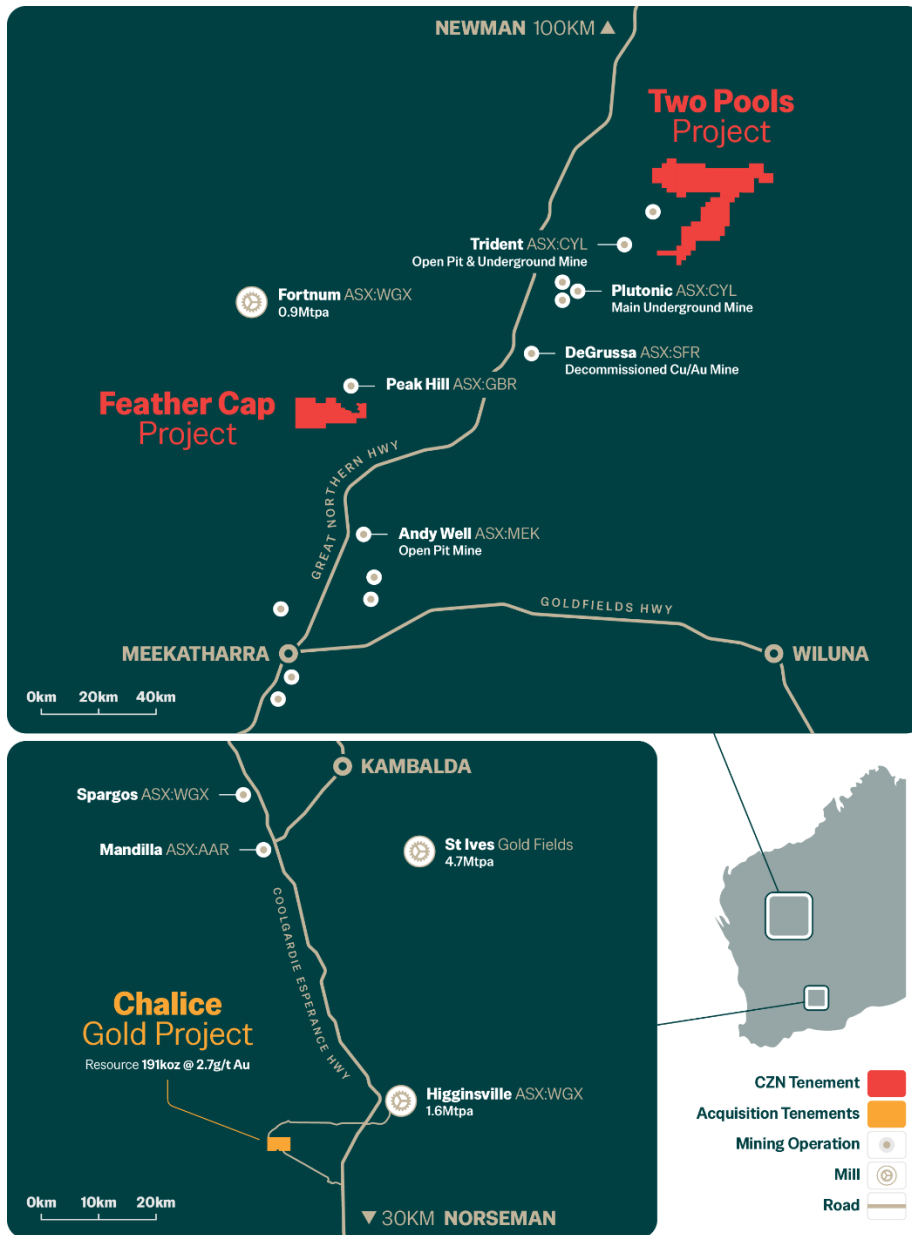 NEWMAN 100KM ▲
Two Pools
Project
Trident ASX:CYL
Open Pit & Underground Mine
Fortnum ASX:WGX
0.9Mtpa
Plutonic ASX:CYL
Main Underground Mine
DeGrussa ASX:SFR
Decommissioned Cu/Au Mine
Peak Hill ASX:GBR
Feather Cap
Project
GREAT NORTHERN HWY
Andy Well ASX:MEK
Open Pit Mine
GOLDFIELDS HWY
MEEKATHARRA
WILUNA
0km 20km 40km
KAMBALDA
Spargos ASX:WGX
Mandilla ASX:AAR
St Ives Gold Fields
4.7Mtpa
COOLGARDIE ESPERANCE HWY
Chalice
Gold Project
Resource 191koz @ 2.7g/t Au
Higginsville ASX:WGX
1.6Mtpa
0km 10km 20km
▼ 30KM NORSEMAN
CZN Tenement
Acquisition Tenements
Mining Operation
Mill
Road